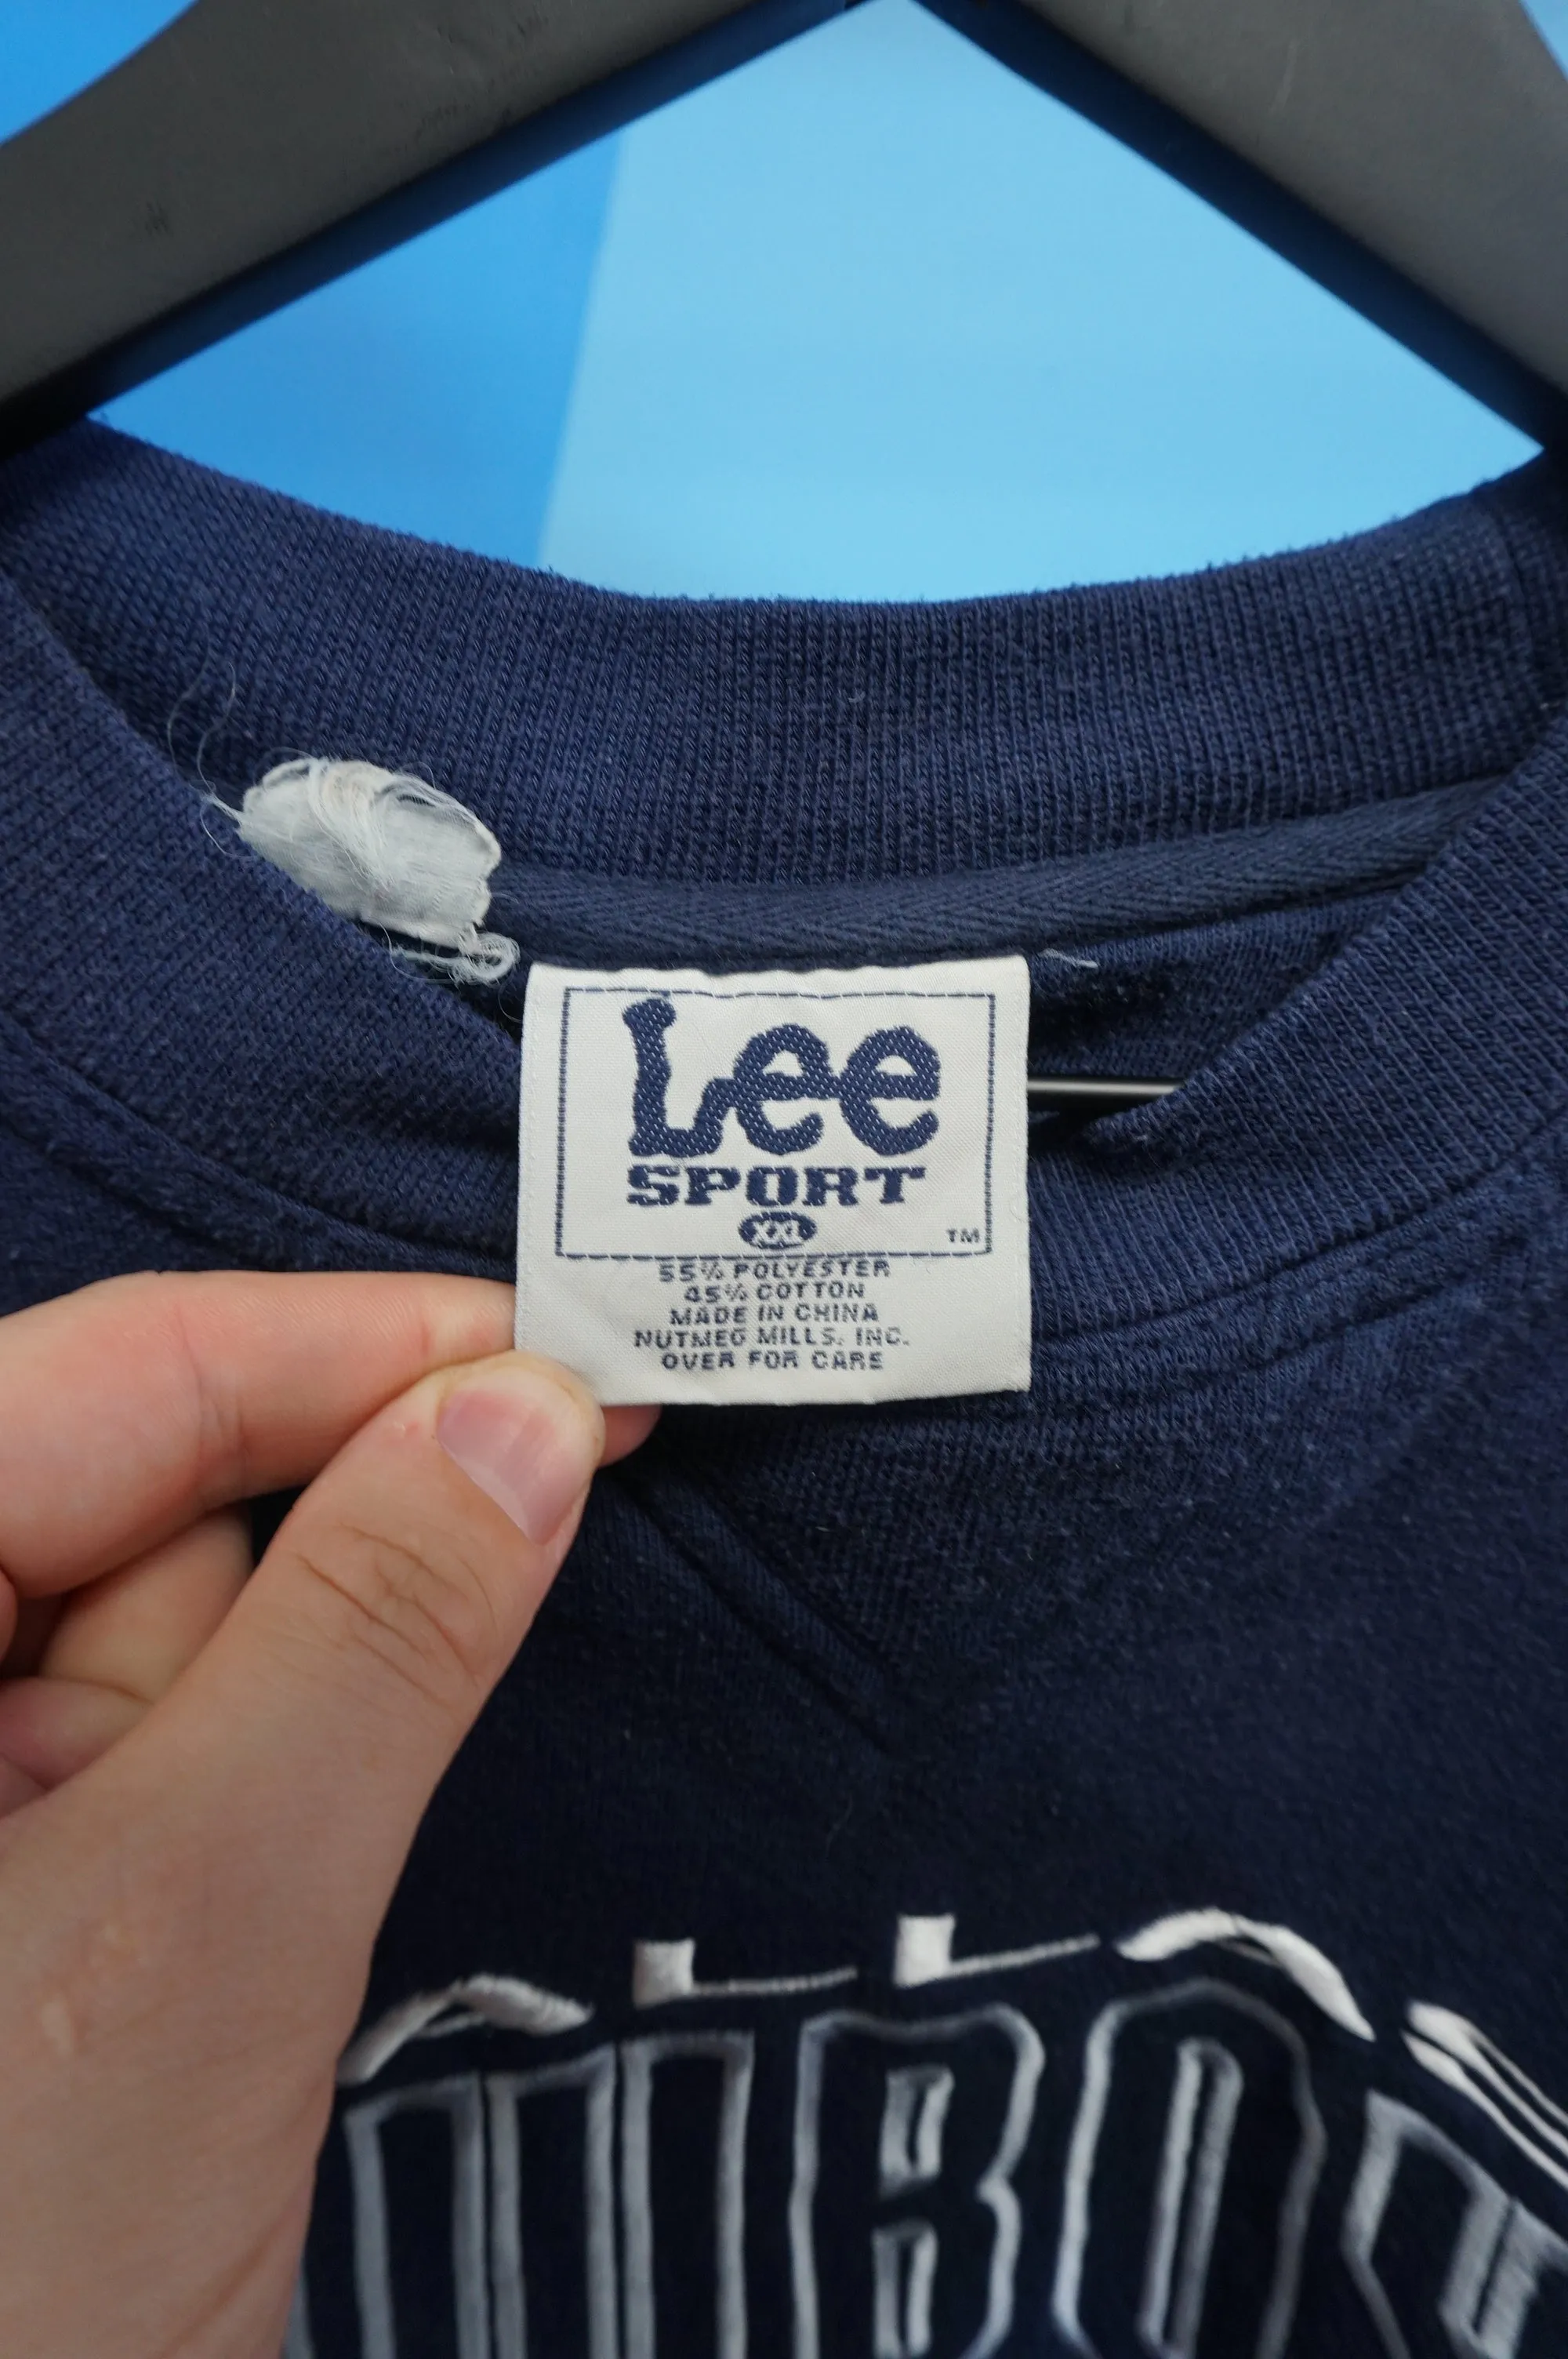 Lee
SPORT
XXL
TM
55% POLYESTER
45% COTTON
MADE IN CHINA
NUTMEG MILLS, INC.
OVER FOR CARE